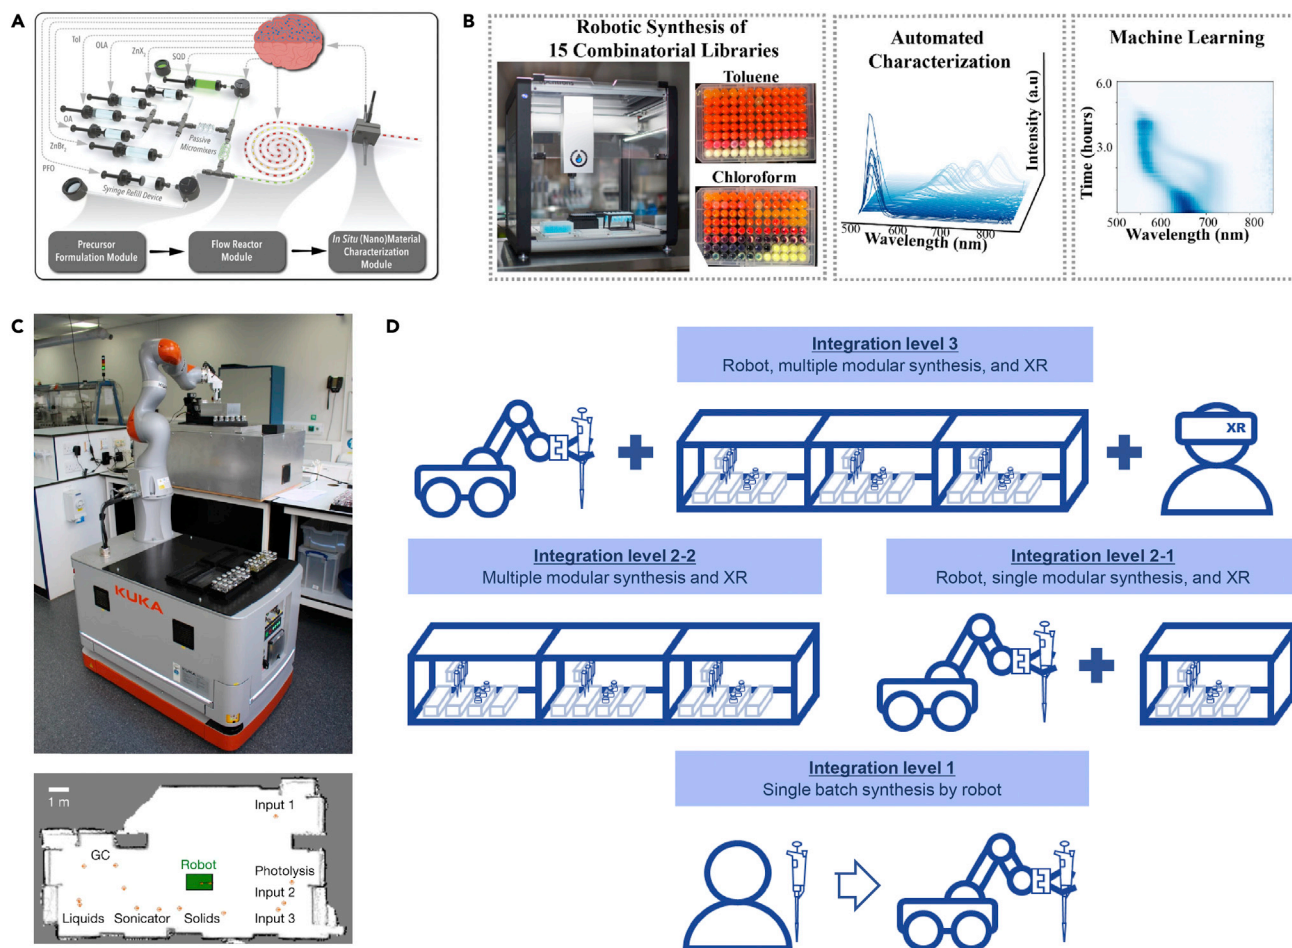 A
Tol
OLA
ZnX2
SQD
OA
ZnBr2
PFO
Passive
Micromixers
Syringe Refill Device
Precursor
Formulation Module
Flow Reactor
Module
In Situ (Nano)Material
Characterization
Module
B
Robotic Synthesis of
15 Combinatorial Libraries
Toluene
Chloroform
Automated
Characterization
Intensity (a.u)
500
600
700
800
Wavelength (nm)
Machine Learning
Time (hours)
6.0
3.0
500
600
700
800
Wavelength (nm)
C
KUKA
1 m
Input 1
GC
Robot
Photolysis
Input 2
Liquids
Sonicator
Solids
Input 3
D
Integration level 3
Robot, multiple modular synthesis, and XR
XR
Integration level 2-2
Multiple modular synthesis and XR
Integration level 2-1
Robot, single modular synthesis, and XR
Integration level 1
Single batch synthesis by robot